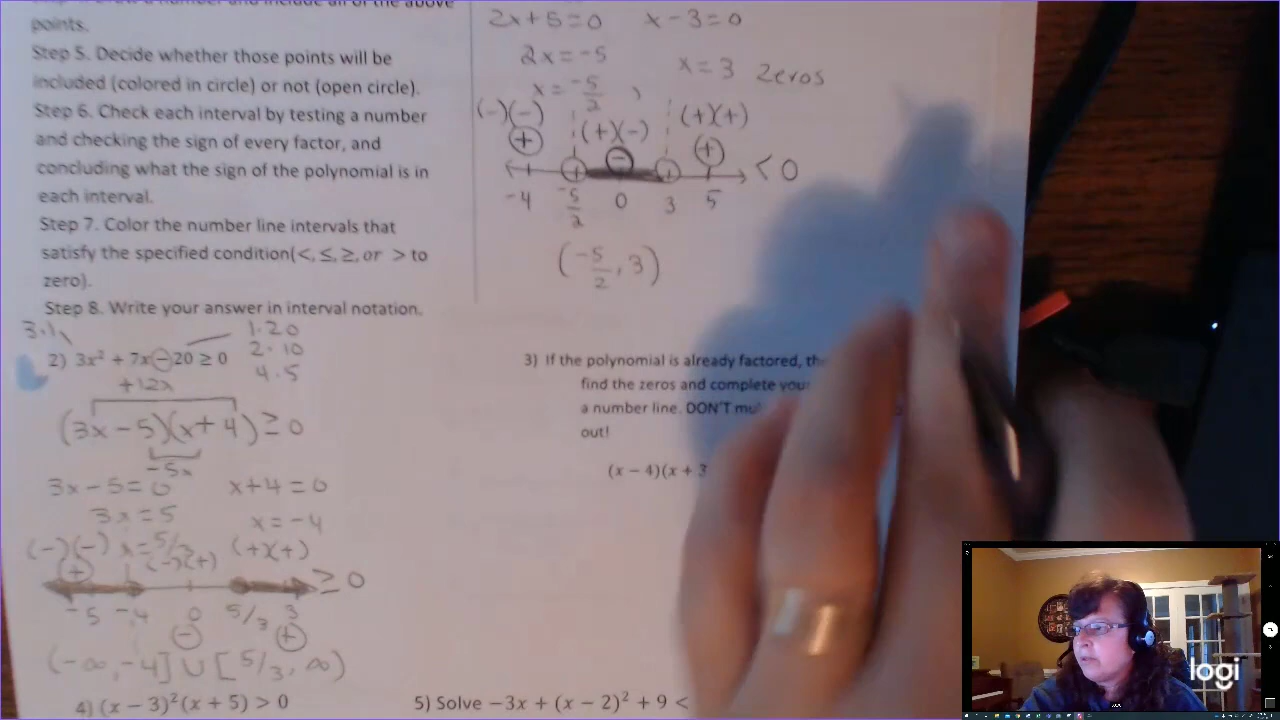 points.
Step 5. Decide whether those points will be
included (colored in circle) or not (open circle).
Step 6. Check each interval by testing a number
and checking the sign of every factor, and
concluding what the sign of the polynomial is in
each interval.
Step 7. Color the number line intervals that
satisfy the specified condition(<, ≤, ≥, or > to
zero).
Step 8. Write your answer in interval notation.
2x+5=0 x-3=0
2x=-5
x=-5/2 , x=3 Zeros
(-)(-) (+)(-) (+)(+)
+ - +
<0
-4 -5/2 0 3 5
(-5/2, 3)
3·1
1·20
2) 3x² + 7x − 20 ≥ 0 2·10
+12x 4·5
(3x-5)(x+4)≥0
-5x
3x-5=0 x+4=0
3x=5 x=-4
(-)(-) x=5/3 (-)(+) (+)(+)
+
≥0
-5 -4 0 5/3 3
- +
(-∞,-4]∪[5/3,∞)
3) If the polynomial is already factored,
find the zeros and complete
a number line. DON'T
out!
(x − 4)(x + 3
4) (x − 3)²(x + 5) > 0
5) Solve −3x + (x − 2)² + 9 <
logi